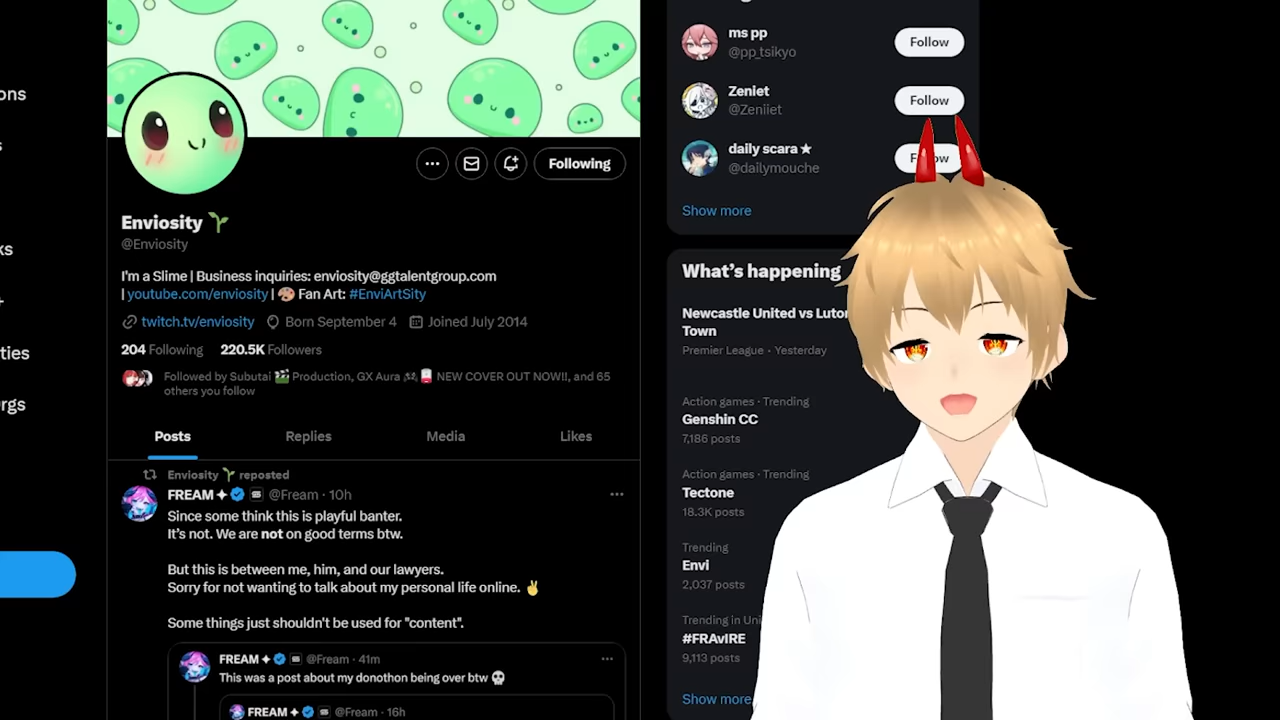 ons
s
ks
+
ties
rgs
Following
Enviosity
@Enviosity
I'm a Slime | Business inquiries: enviosity@ggtalentgroup.com
| youtube.com/enviosity | 🎨 Fan Art: #EnviArtSity
twitch.tv/enviosity Born September 4 Joined July 2014
204 Following 220.5K Followers
Followed by Subutai 🎬 Production, GX Aura 🎮🎴 NEW COVER OUT NOW!!, and 65
others you follow
Posts Replies Media Likes
Enviosity reposted
FREAM @Fream · 10h
Since some think this is playful banter.
It's not. We are not on good terms btw.
But this is between me, him, and our lawyers.
Sorry for not wanting to talk about my personal life online. ✌️
Some things just shouldn't be used for "content".
FREAM @Fream · 41m
This was a post about my donothon being over btw 💀
FREAM @Fream · 16h
ms pp
@pp_tsikyo
Follow
Zeniet
@Zeniiet
Follow
daily scara ★
@dailymouche
Show more
What's happening
Newcastle United vs Luton
Town
Premier League · Yesterday
Action games · Trending
Genshin CC
7,186 posts
Action games · Trending
Tectone
18.3K posts
Trending
Envi
2,037 posts
Trending in Uni
#FRAvIRE
9,113 posts
Show more